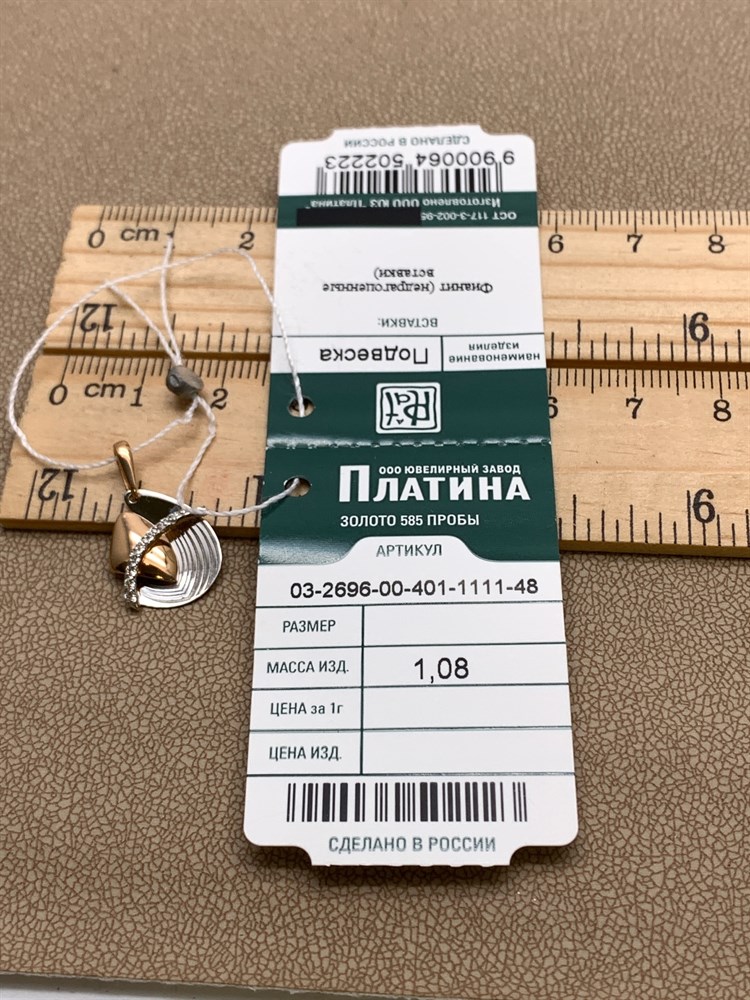 СДЕЛАНО В РОССИИ
9 900064 502223
Изготовлено ООО ЮЗ "Платина"
ОСТ 117-3-002-95
Фианит (недрагоценные
вставки)
ВСТАВКИ:
наименование
изделия
Подвеска
Plat
ООО ЮВЕЛИРНЫЙ ЗАВОД
ПЛАТИНА
ЗОЛОТО 585 ПРОБЫ
АРТИКУЛ
03-2696-00-401-1111-48
РАЗМЕР
МАССА ИЗД. 1,08
ЦЕНА за 1г
ЦЕНА ИЗД.
СДЕЛАНО В РОССИИ
0 cm 1 2 6 7 8
12 6
0 cm 1 2 6 7 8
12 6